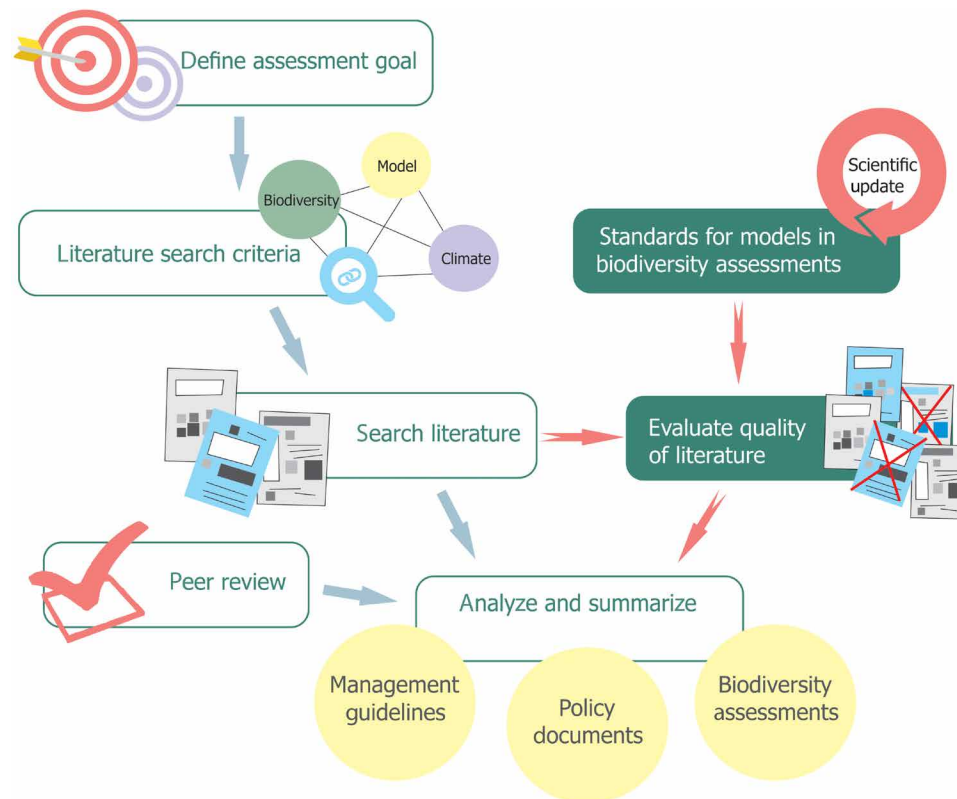 Define assessment goal
Model
Biodiversity
Climate
Literature search criteria
Scientific
update
Standards for models in
biodiversity assessments
Search literature
Evaluate quality
of literature
Peer review
Analyze and summarize
Management
guidelines
Policy
documents
Biodiversity
assessments